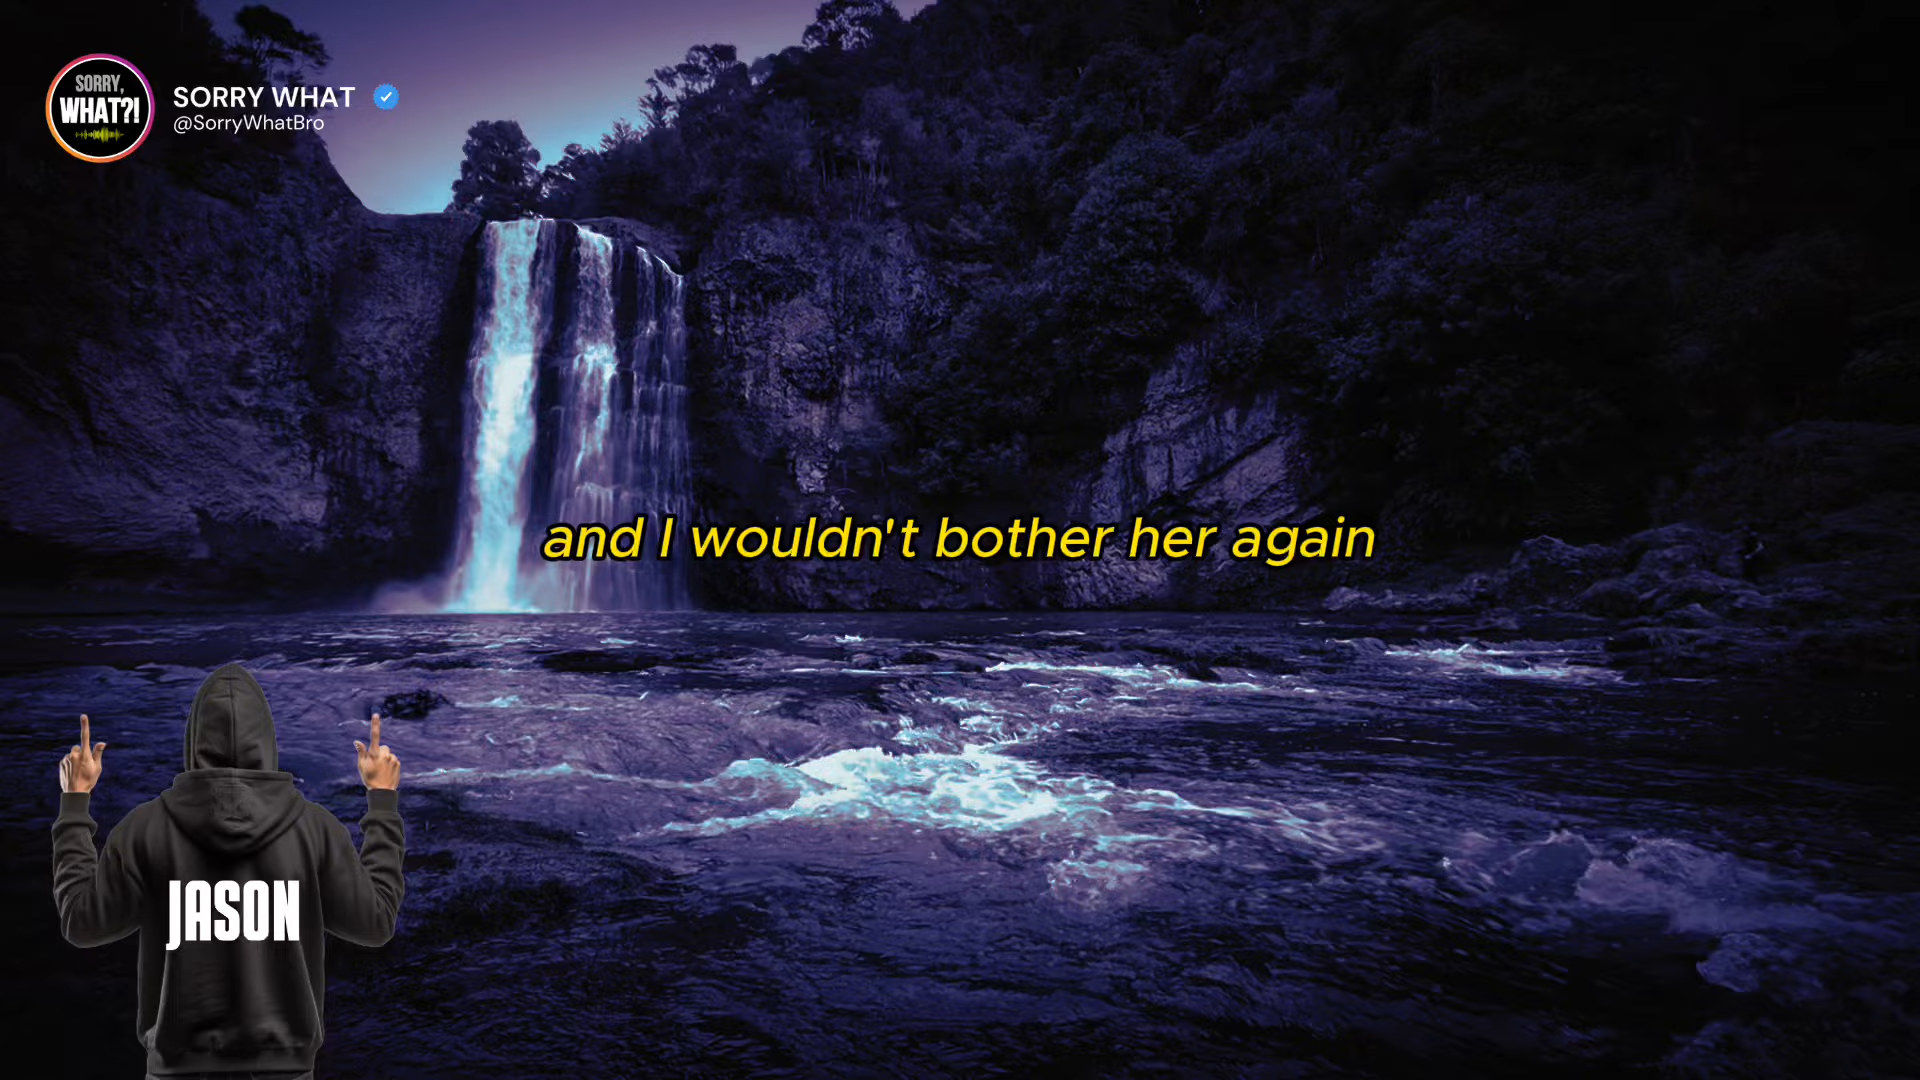 SORRY,
WHAT?!
SORRY WHAT
@SorryWhatBro
and I wouldn't bother her again
JASON